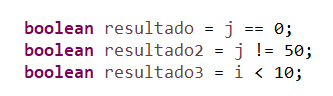 boolean resultado = j == 0;
boolean resultado2 = j != 50;
boolean resultado3 = i < 10;